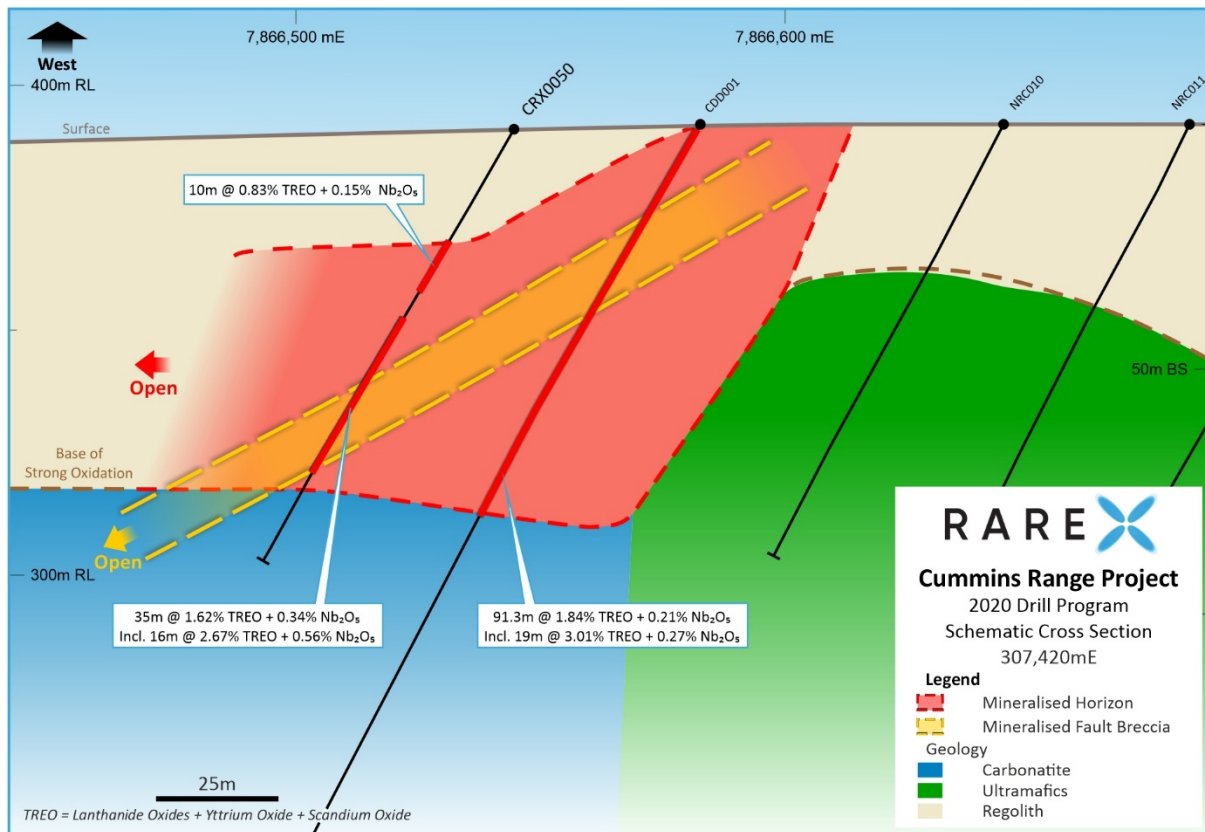 7,866,500 mE
7,866,600 mE
West
400m RL
CRX0050
CDD001
NRC010
NRC011
Surface
10m @ 0.83% TREO + 0.15% Nb₂O₅
Open
50m BS
Base of
Strong Oxidation
Open
300m RL
35m @ 1.62% TREO + 0.34% Nb₂O₅
Incl. 16m @ 2.67% TREO + 0.56% Nb₂O₅
91.3m @ 1.84% TREO + 0.21% Nb₂O₅
Incl. 19m @ 3.01% TREO + 0.27% Nb₂O₅
RAREX
Cummins Range Project
2020 Drill Program
Schematic Cross Section
307,420mE
Legend
Mineralised Horizon
Mineralised Fault Breccia
Geology
Carbonatite
Ultramafics
Regolith
25m
TREO = Lanthanide Oxides + Yttrium Oxide + Scandium Oxide